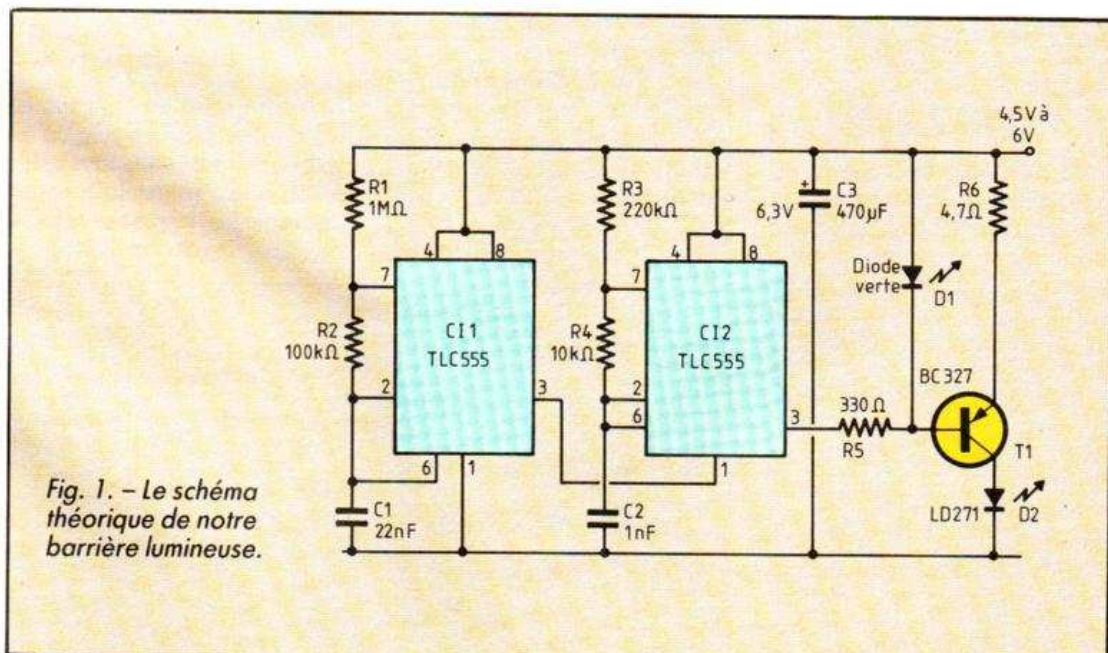 4,5V à
6V
R1
1MΩ
R3
220kΩ
+
C3
6,3V
470µF
R6
4,7Ω
4
8
4
8
7
7
Diode
verte
D1
R2
100kΩ
CI1
TLC555
R4
10kΩ
CI2
TLC555
BC327
2
3
2
6
3
330Ω
R5
T1
6
1
1
C1
22nF
C2
1nF
LD271
D2
Fig. 1. – Le schéma
théorique de notre
barrière lumineuse.